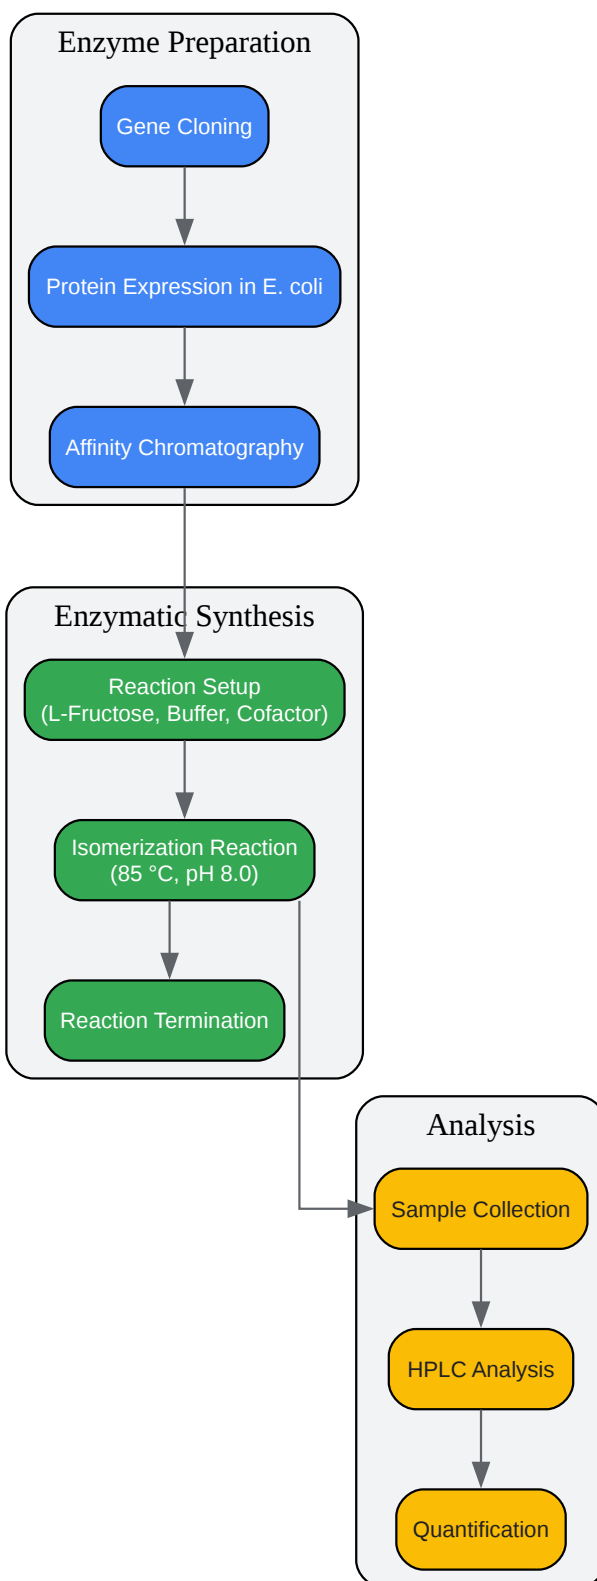 Enzyme Preparation
Gene Cloning
Protein Expression in E. coli
Affinity Chromatography
Enzymatic Synthesis
Reaction Setup
(L-Fructose, Buffer, Cofactor)
Isomerization Reaction
(85 °C, pH 8.0)
Reaction Termination
Analysis
Sample Collection
HPLC Analysis
Quantification